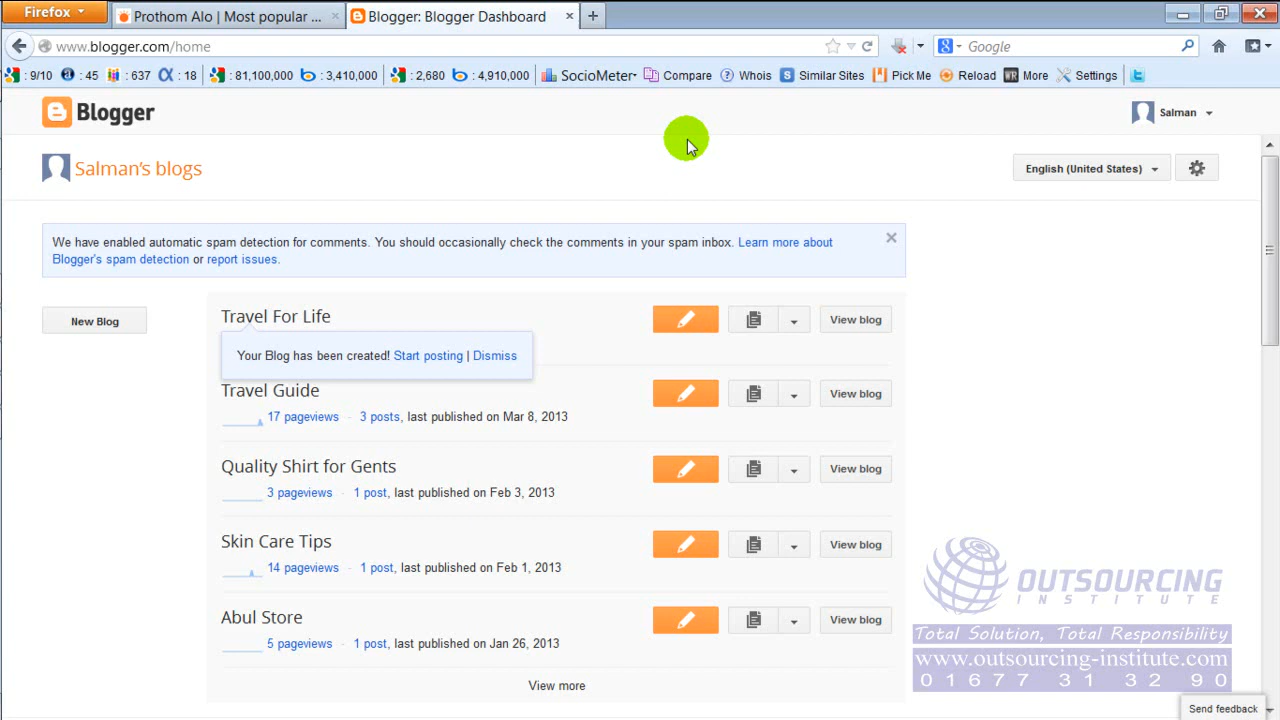 Firefox
Prothom Alo | Most popular ...
Blogger: Blogger Dashboard
www.blogger.com/home
Google
: 9/10 : 45 : 637 : 18 : 81,100,000 : 3,410,000 : 2,680 : 4,910,000 SocioMeter Compare Whois Similar Sites Pick Me Reload More Settings
Blogger
Salman
Salman's blogs
English (United States)
We have enabled automatic spam detection for comments. You should occasionally check the comments in your spam inbox. Learn more about
Blogger's spam detection or report issues.
New Blog
Travel For Life
View blog
Your Blog has been created! Start posting | Dismiss
Travel Guide
View blog
17 pageviews - 3 posts, last published on Mar 8, 2013
Quality Shirt for Gents
View blog
3 pageviews - 1 post, last published on Feb 3, 2013
Skin Care Tips
View blog
14 pageviews - 1 post, last published on Feb 1, 2013
Abul Store
View blog
5 pageviews - 1 post, last published on Jan 26, 2013
View more
OUTSOURCING
INSTITUTE
Total Solution, Total Responsibility
www.outsourcing-institute.com
01677 31 32 90
Send feedback